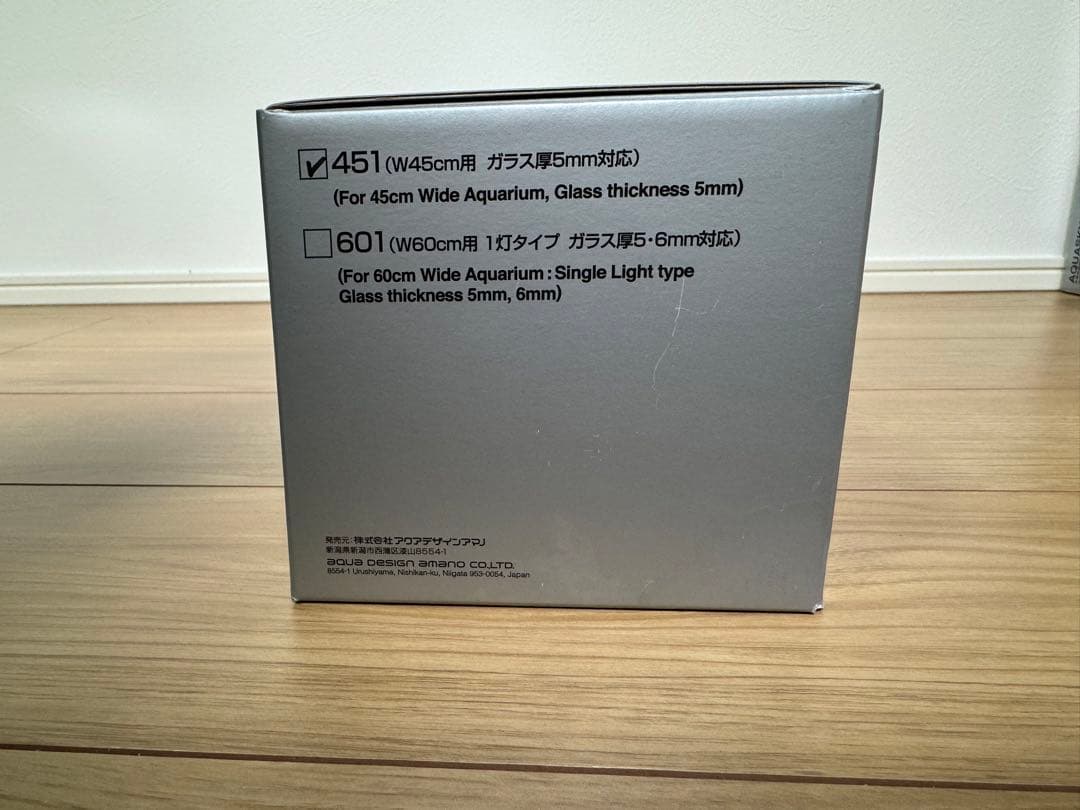 ✔451(W45cm用 ガラス厚5mm対応)
(For 45cm Wide Aquarium, Glass thickness 5mm)
□601(W60cm用 1灯タイプ ガラス厚5・6mm対応)
(For 60cm Wide Aquarium : Single Light type
Glass thickness 5mm, 6mm)
発売元:株式会社 アクアデザインアマノ
新潟県新潟市西蒲区漆山8554-1
aqua Design amano CO.,LTD.
8554-1 Urushiyama, Nishikan-ku, Niigata 953-0054, Japan